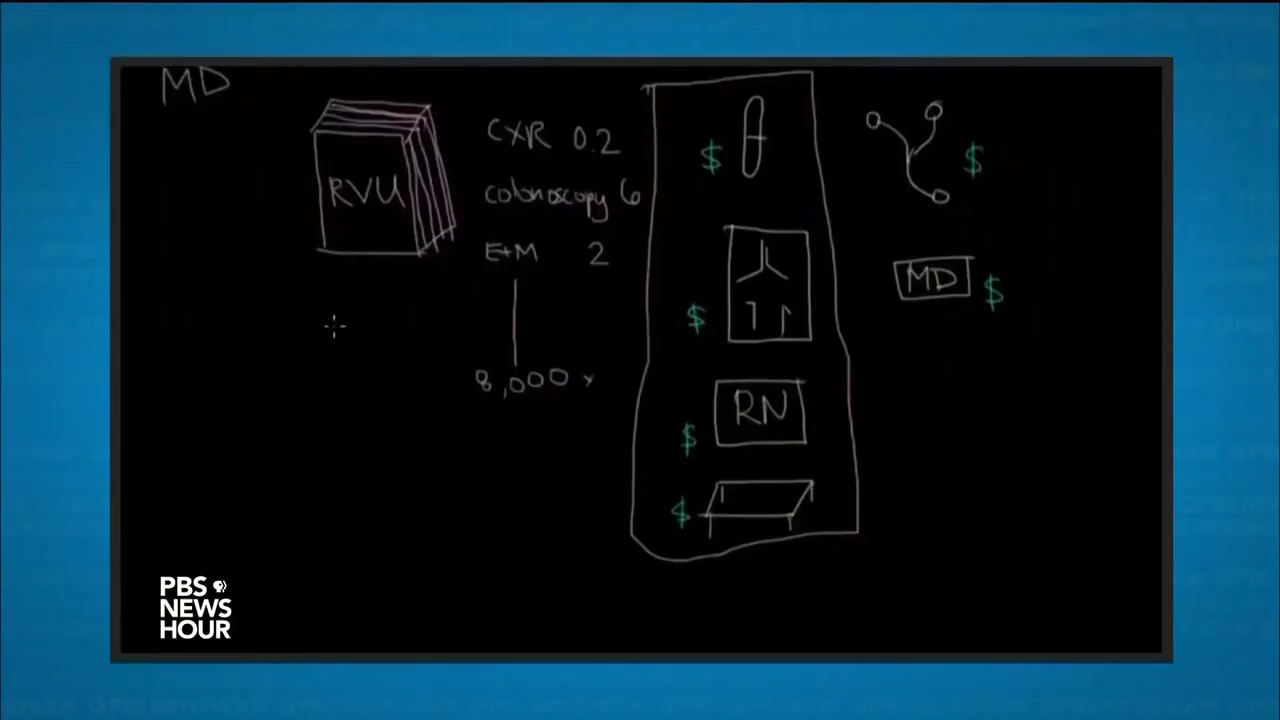 MD
RVU
CXR 0.2
colonoscopy 6
E+M 2
8,000 x
$
$
$ RN
$
$
MD $
PBS
NEWS
HOUR